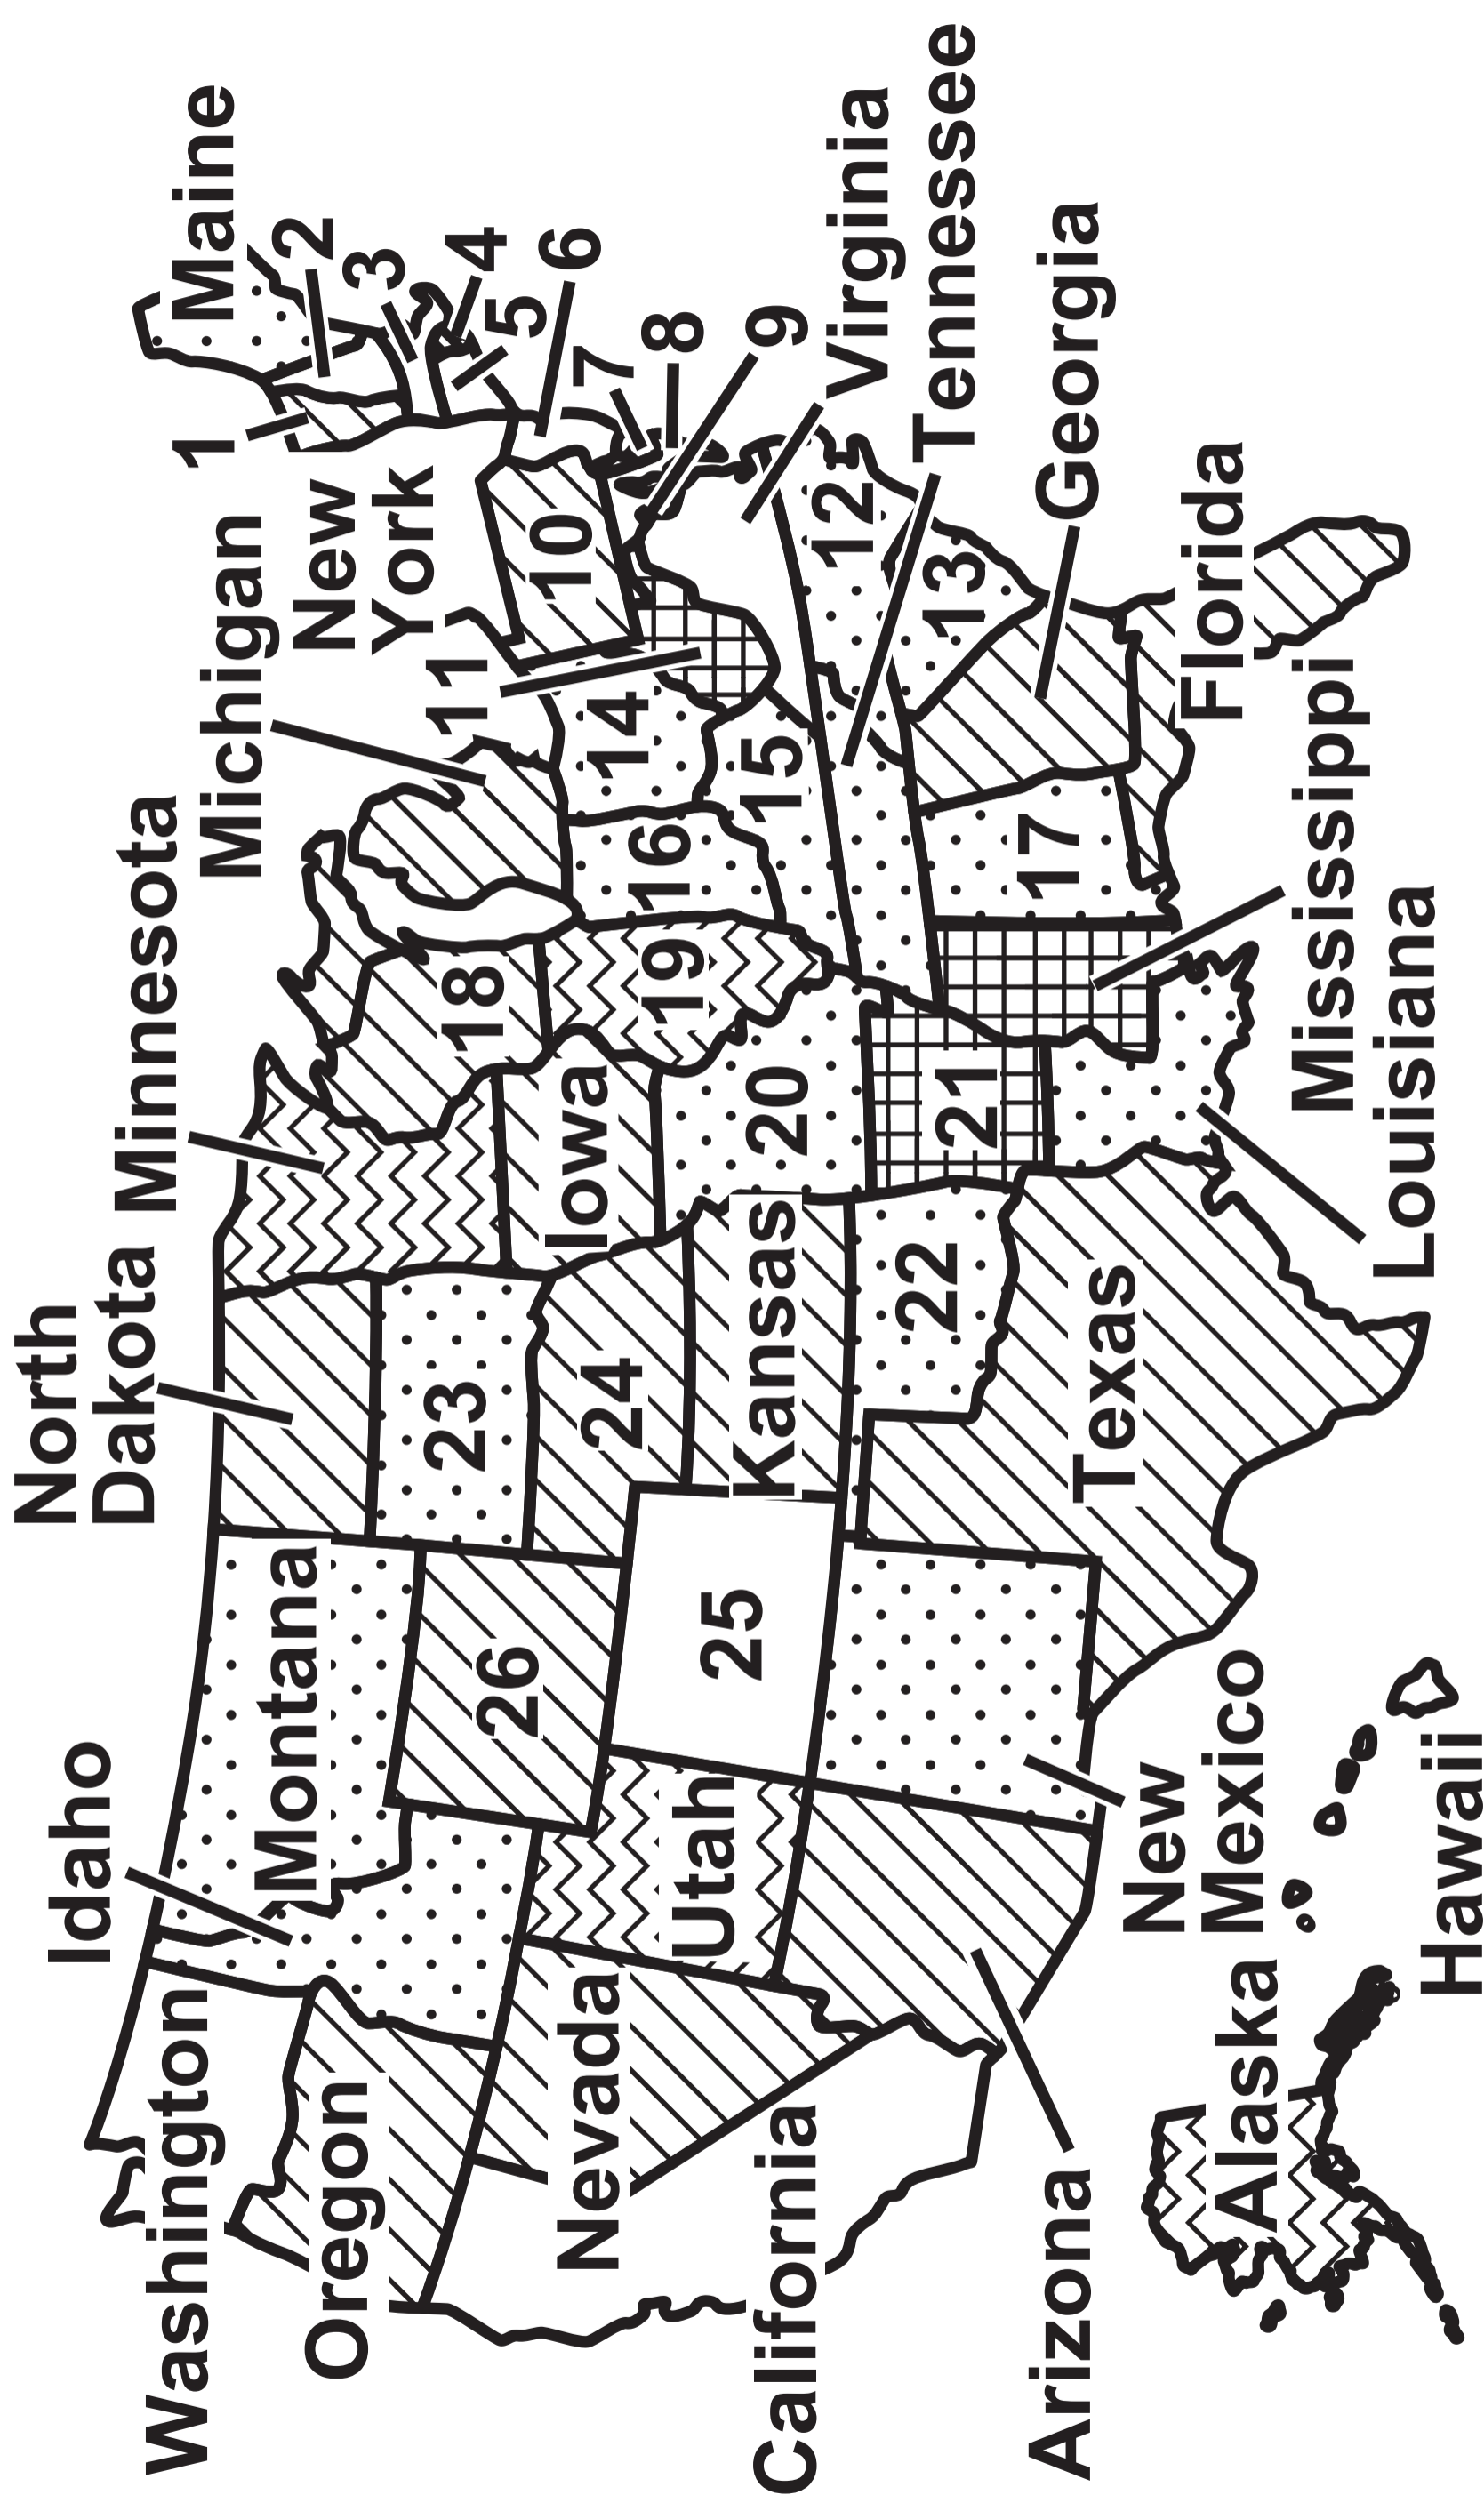 Washington
Idaho
North
Dakota
Minnesota
Michigan
Maine
Oregon
Montana
New
York
1
2
3
4
5
6
7
8
9
Nevada
26
23
18
10
11
14
Iowa
24
16
19
Utah
25
Kansas
20
15
Virginia
California
12
Tennessee
22
21
13
Arizona
Texas
17
Georgia
New
Mexico
Florida
Alaska
Mississippi
Hawaii
Louisiana